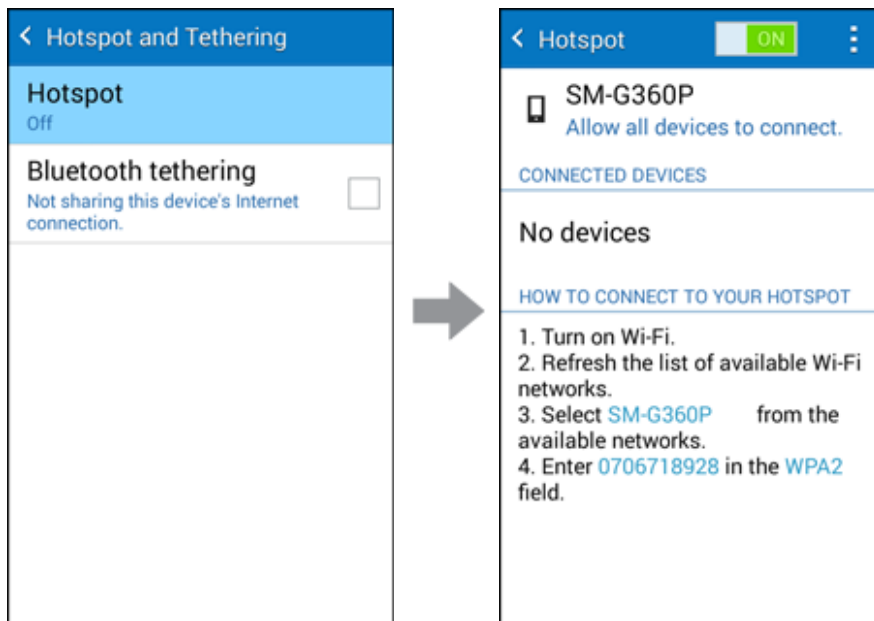 Hotspot and Tethering
Hotspot
Off
Bluetooth tethering
Not sharing this device's Internet
connection.
Hotspot ON
SM-G360P
Allow all devices to connect.
CONNECTED DEVICES
No devices
HOW TO CONNECT TO YOUR HOTSPOT
1. Turn on Wi-Fi.
2. Refresh the list of available Wi-Fi
networks.
3. Select SM-G360P from the
available networks.
4. Enter 0706718928 in the WPA2
field.